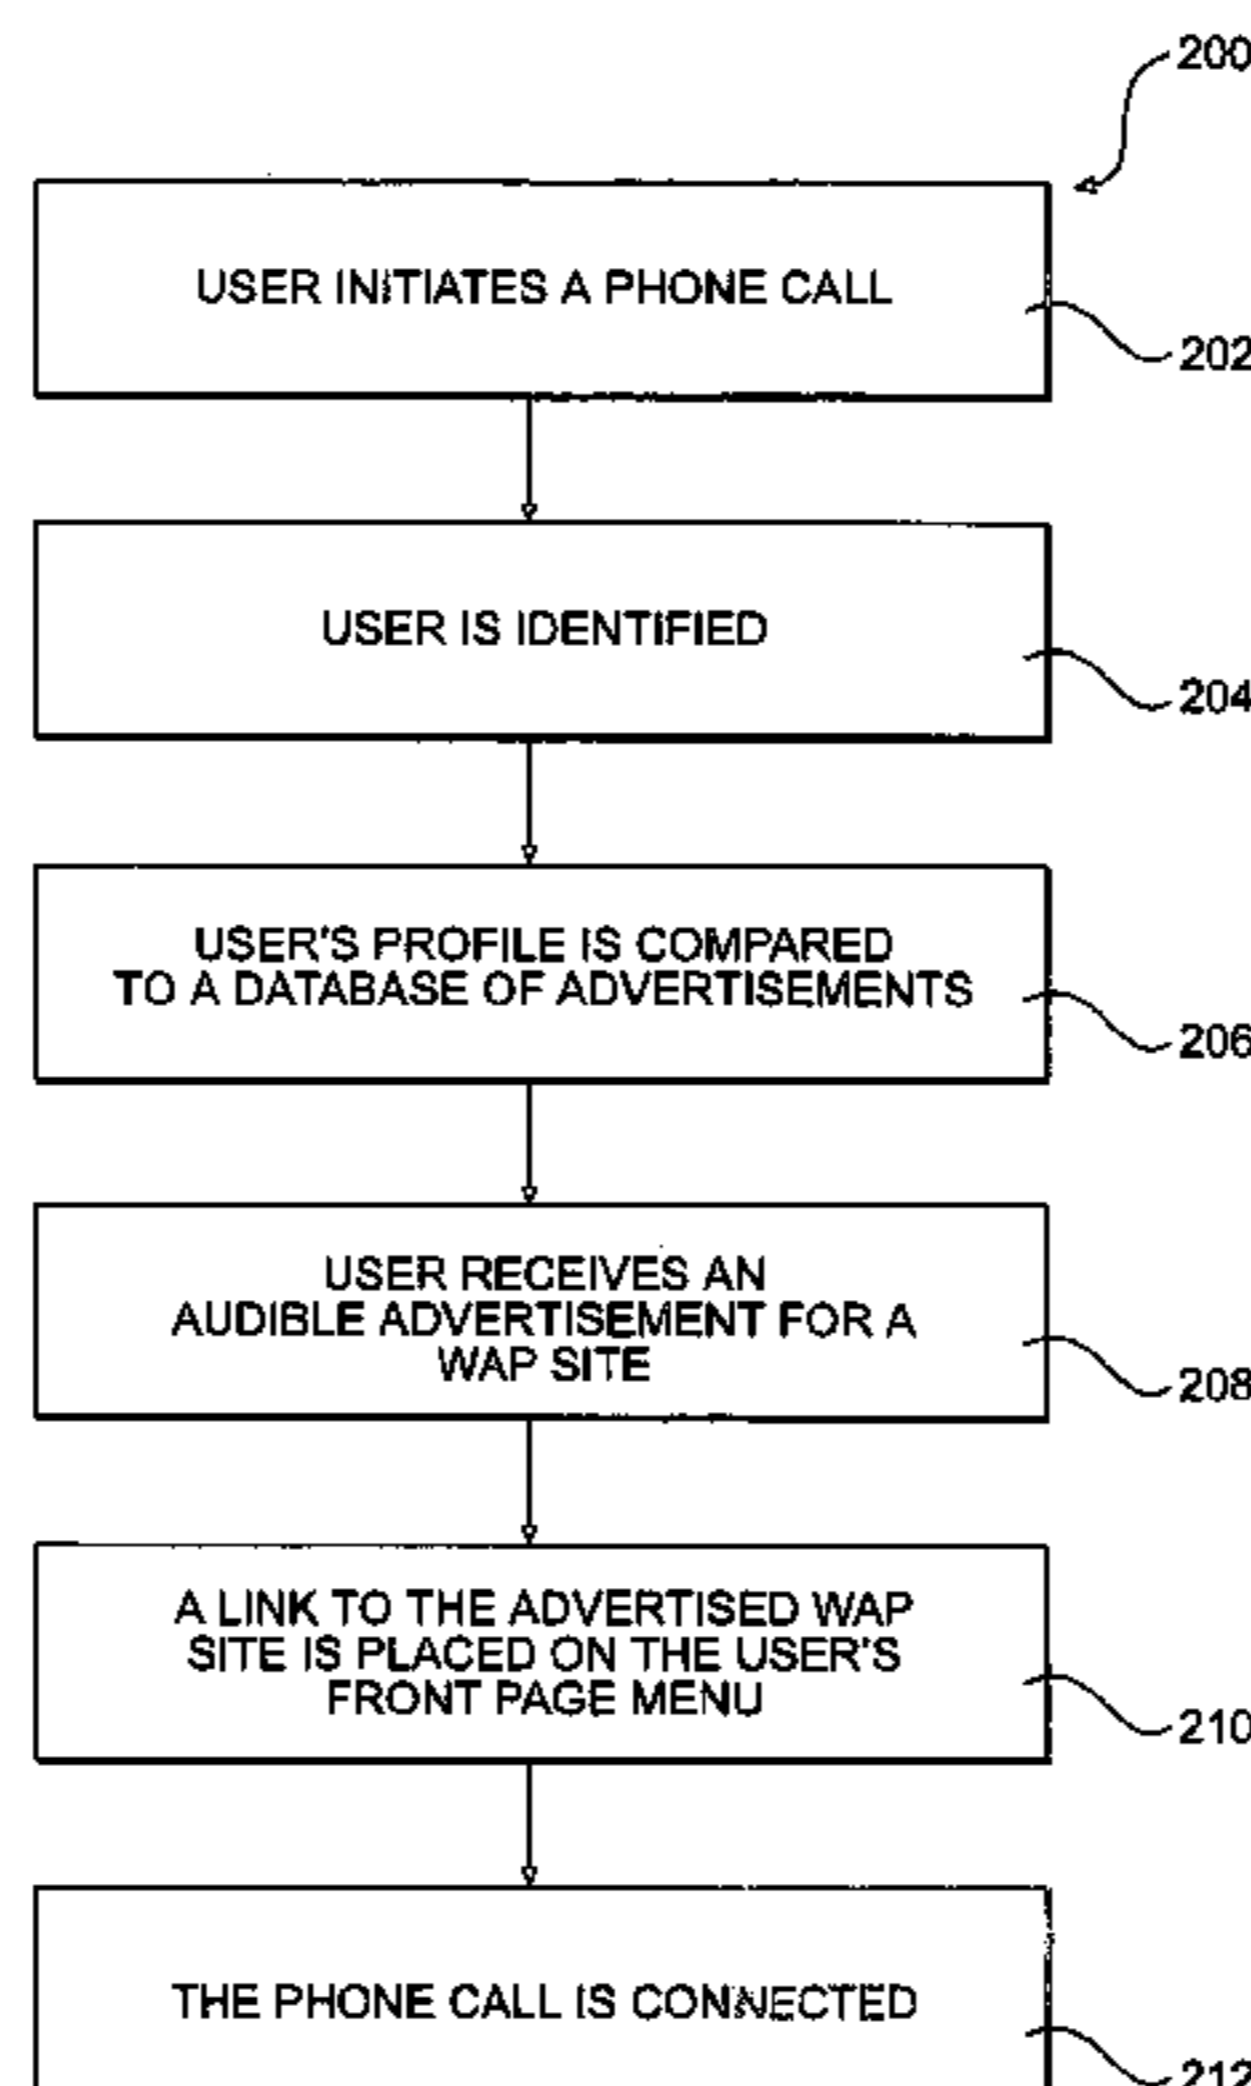 200
USER INITIATES A PHONE CALL
202
USER IS IDENTIFIED
204
USER'S PROFILE IS COMPARED
TO A DATABASE OF ADVERTISEMENTS
206
USER RECEIVES AN
AUDIBLE ADVERTISEMENT FOR A
WAP SITE
208
A LINK TO THE ADVERTISED WAP
SITE IS PLACED ON THE USER'S
FRONT PAGE MENU
210
THE PHONE CALL IS CONNECTED
212